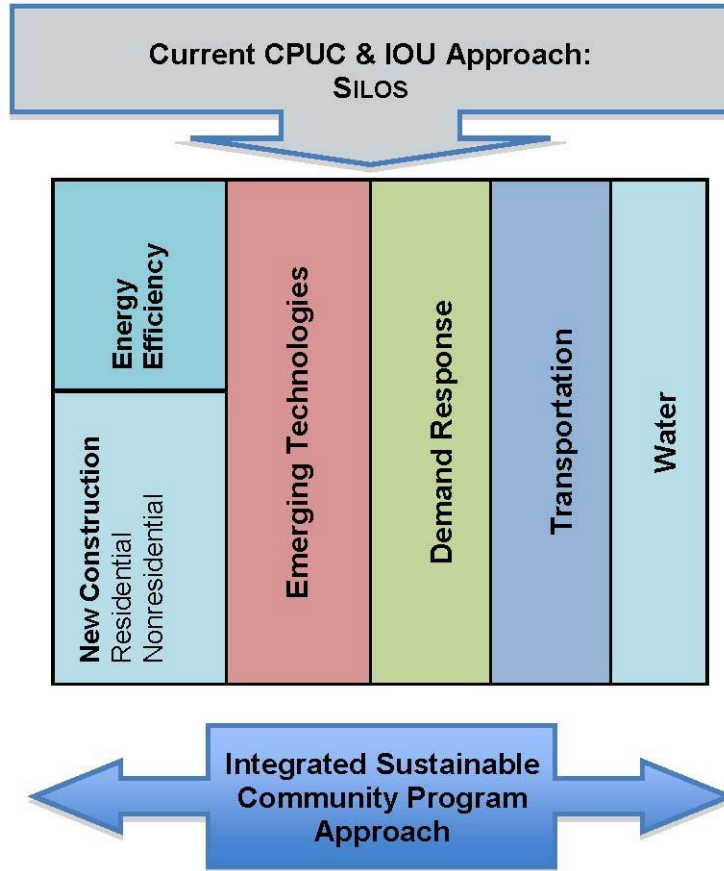 Current CPUC & IOU Approach:
SILOS
Energy
Efficiency
New Construction
Residential
Nonresidential
Emerging Technologies
Demand Response
Transportation
Water
Integrated Sustainable
Community Program
Approach